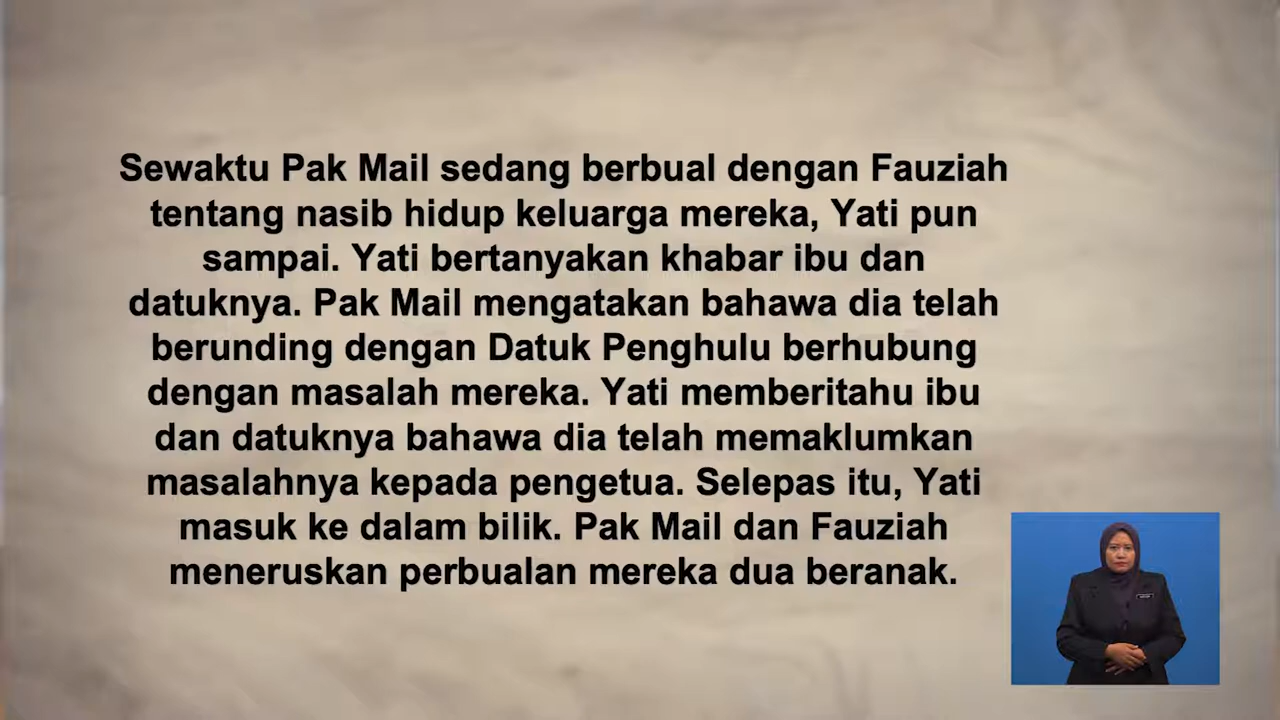 Sewaktu Pak Mail sedang berbual dengan Fauziah
tentang nasib hidup keluarga mereka, Yati pun
sampai. Yati bertanyakan khabar ibu dan
datuknya. Pak Mail mengatakan bahawa dia telah
berunding dengan Datuk Penghulu berhubung
dengan masalah mereka. Yati memberitahu ibu
dan datuknya bahawa dia telah memaklumkan
masalahnya kepada pengetua. Selepas itu, Yati
masuk ke dalam bilik. Pak Mail dan Fauziah
meneruskan perbualan mereka dua beranak.